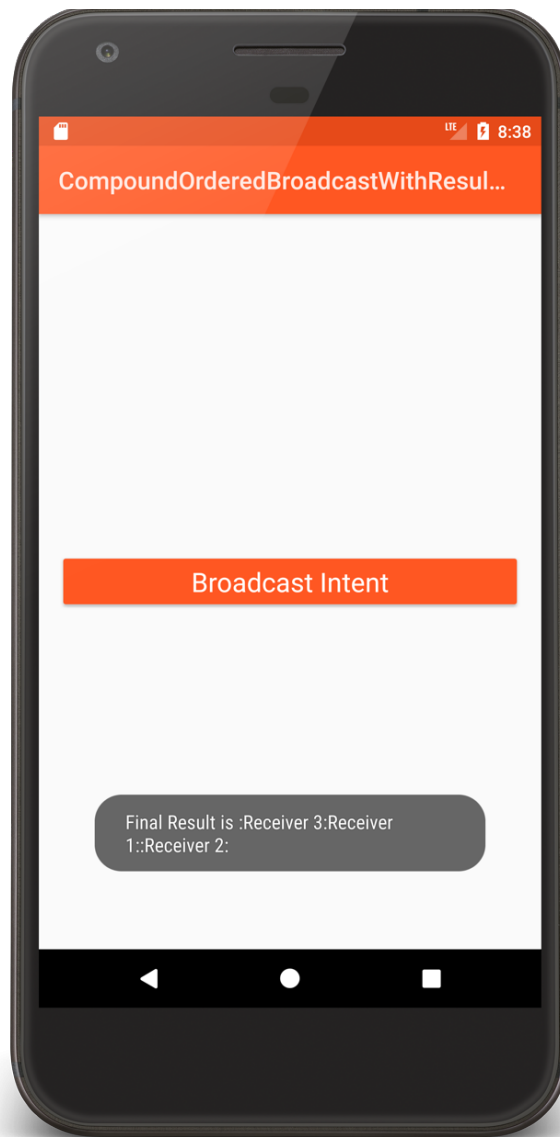 LTE 8:38
CompoundOrderedBroadcastWithResul...
Broadcast Intent
Final Result is :Receiver 3:Receiver
1::Receiver 2: